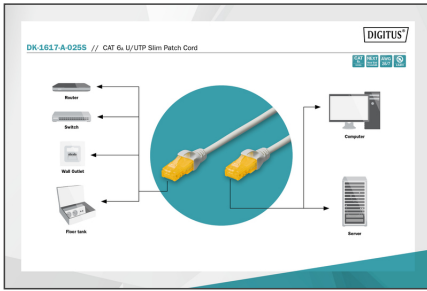 DIGITUS®
DK-1617-A-025S // CAT 6A U/UTP Slim Patch Cord
Router
Switch
Wall Outlet
Floor tank
Computer
Server